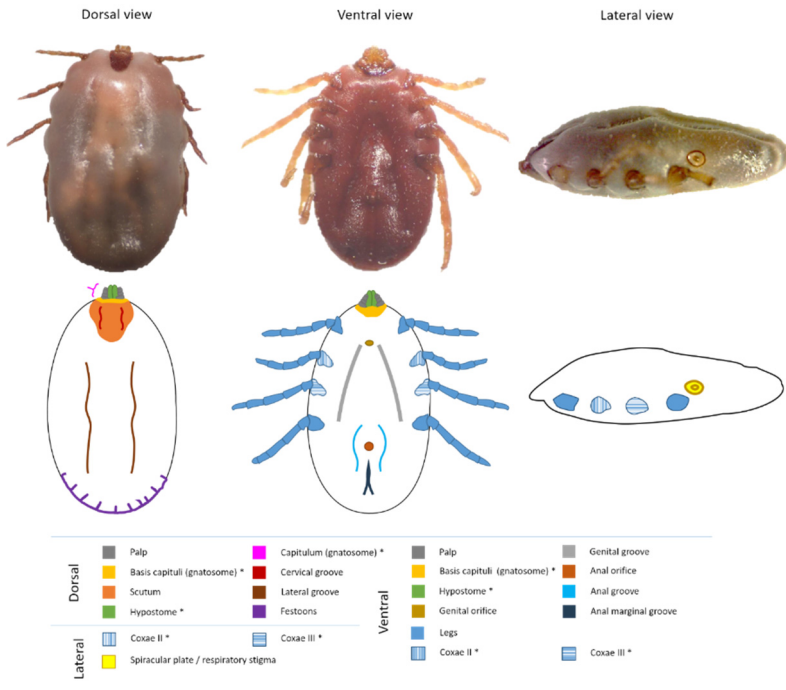 Dorsal view
Ventral view
Lateral view
Dorsal
Palp
Capitulum (gnatosome) *
Basis capituli (gnatosome) *
Cervical groove
Scutum
Lateral groove
Hypostome *
Festoons
Lateral
Coxae II *
Coxae III *
Spiracular plate / respiratory stigma
Ventral
Palp
Genital groove
Basis capituli (gnatosome) *
Anal orifice
Hypostome *
Anal groove
Genital orifice
Anal marginal groove
Legs
Coxae II *
Coxae III *